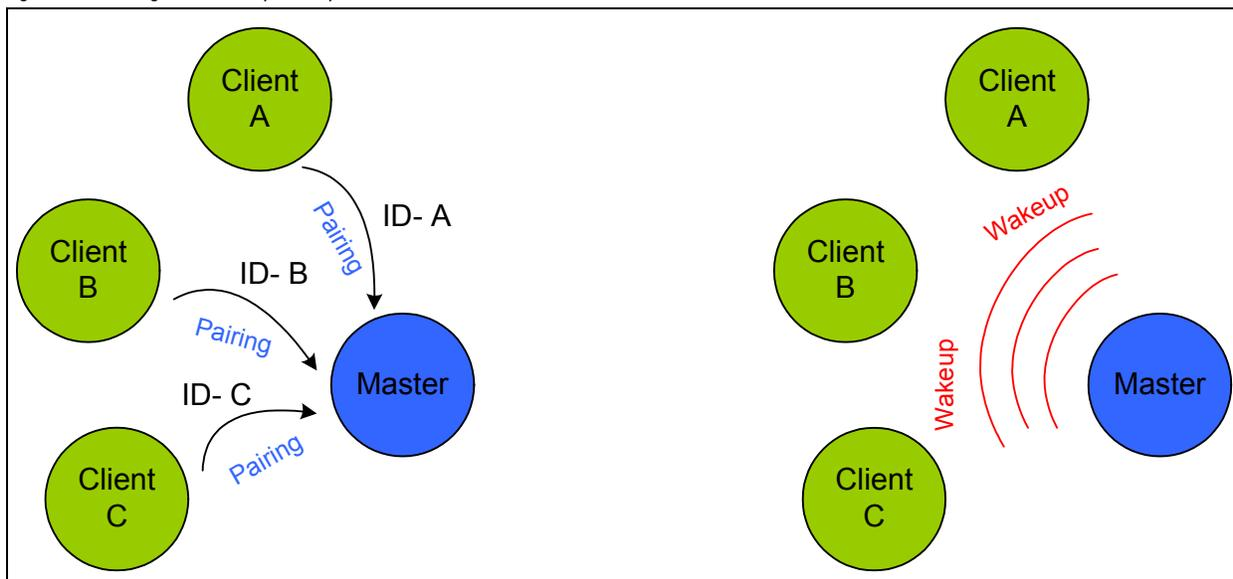 Client
A
ID- A
Pairing
Client
B
ID- B
Pairing
Master
ID- C
Pairing
Client
C
Client
A
Wakeup
Client
B
Wakeup
Master
Client
C